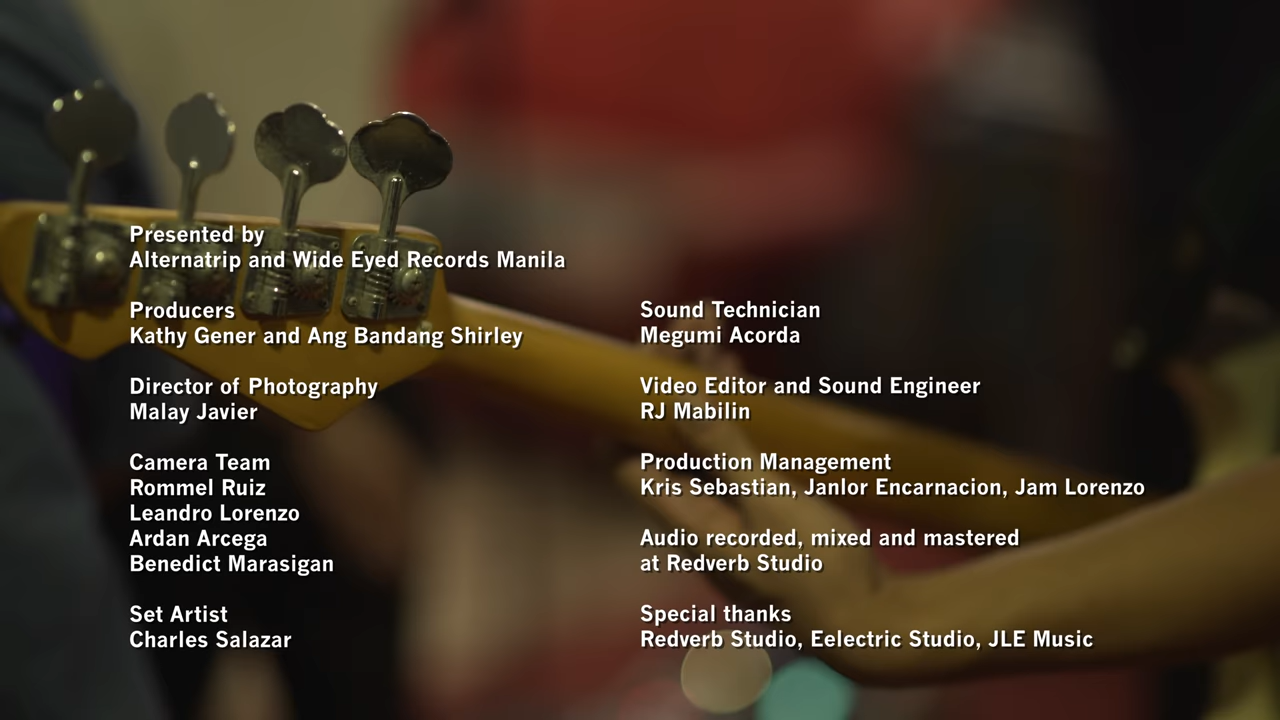 Presented by
Alternatrip and Wide Eyed Records Manila
Producers
Kathy Gener and Ang Bandang Shirley
Director of Photography
Malay Javier
Camera Team
Rommel Ruiz
Leandro Lorenzo
Ardan Arcega
Benedict Marasigan
Set Artist
Charles Salazar
Sound Technician
Megumi Acorda
Video Editor and Sound Engineer
RJ Mabilin
Production Management
Kris Sebastian, Janlor Encarnacion, Jam Lorenzo
Audio recorded, mixed and mastered
at Redverb Studio
Special thanks
Redverb Studio, Eelectric Studio, JLE Music